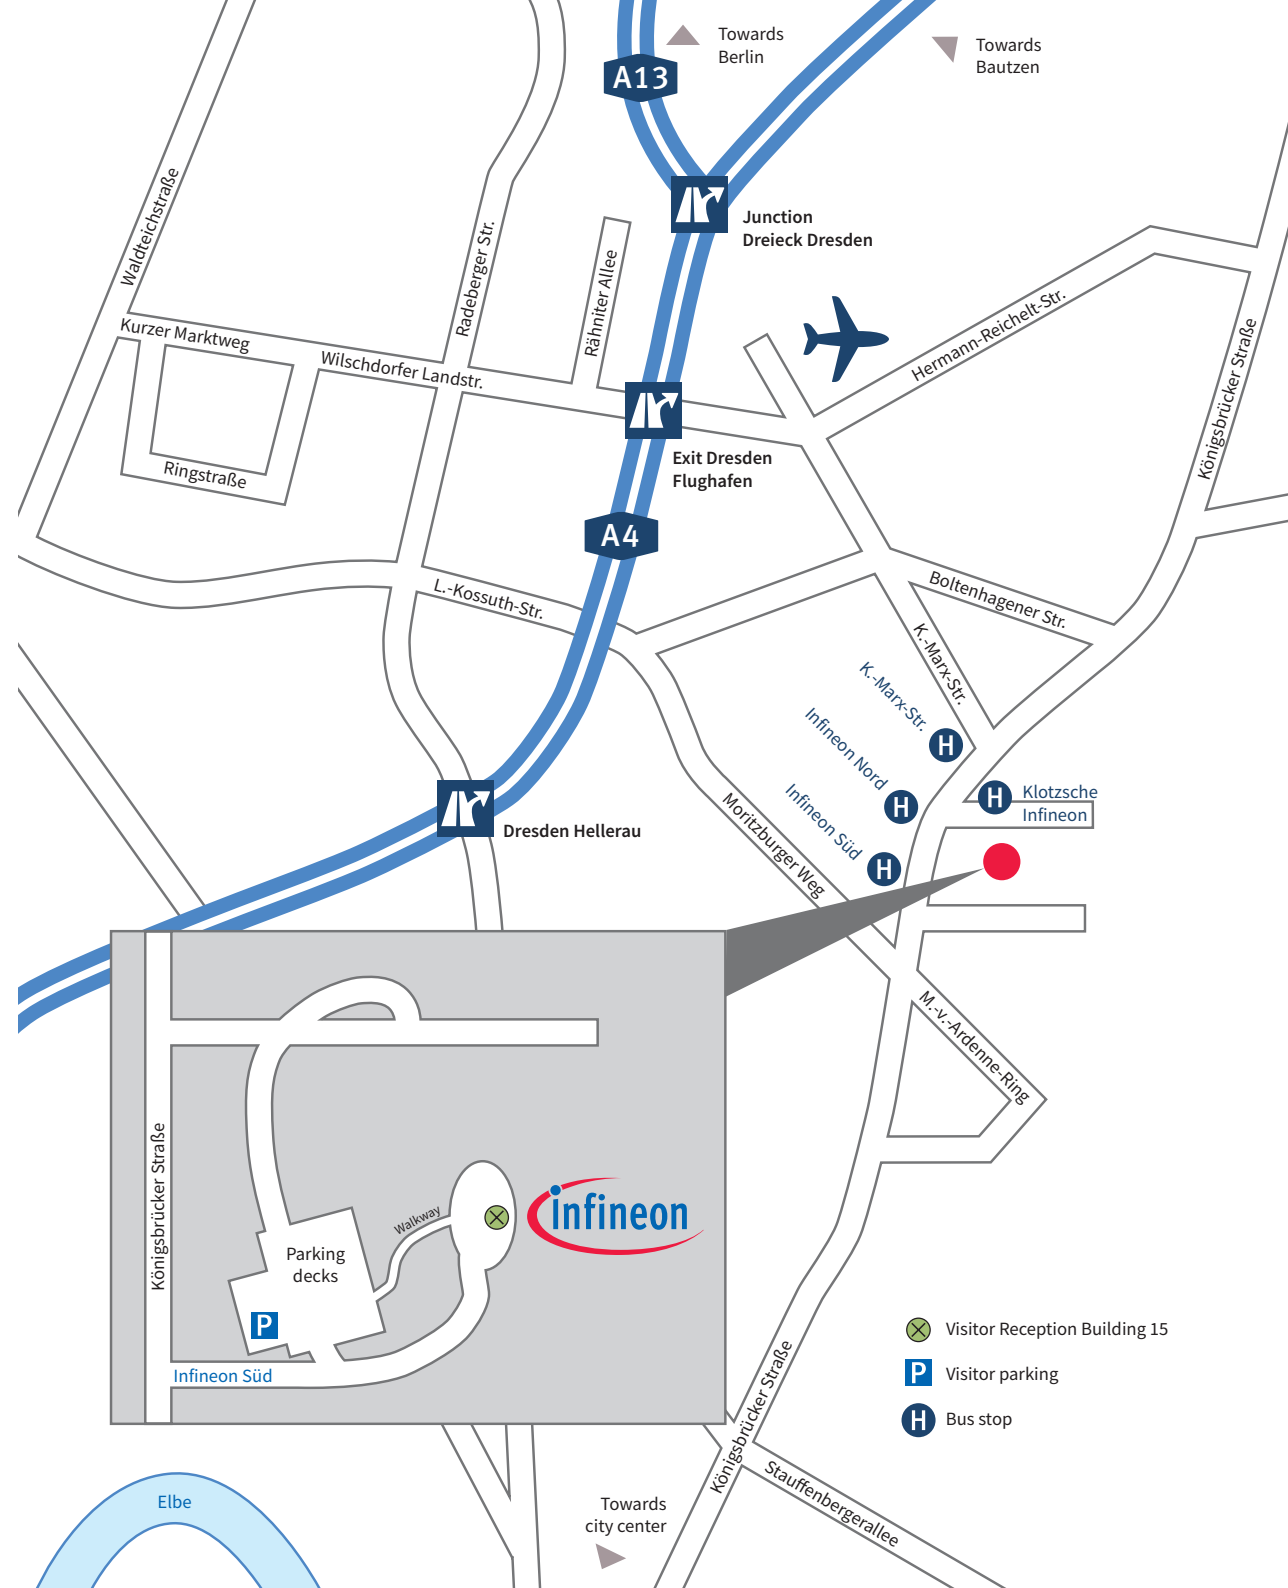 Towards
Berlin
Towards
Bautzen
A13
Junction
Dreieck Dresden
Waldteichstraße
Radeberger Str.
Rähniter Allee
Hermann-Reichelt-Str.
Königsbrücker Straße
Kurzer Marktweg
Wilschdorfer Landstr.
Ringstraße
Exit Dresden
Flughafen
A4
L.-Kossuth-Str.
Boltenhagener Str.
K.-Marx-Str.
K.-Marx-Str.
H
Infineon Nord
H
Infineon Süd
H
H
Klotzsche
Infineon
Moritzburger Weg
Dresden Hellerau
M.-v.-Ardenne-Ring
Königsbrücker Straße
Walkway
infineon
Parking
decks
P
Infineon Süd
Visitor Reception Building 15
P
Visitor parking
H
Bus stop
Königsbrücker Straße
Stauffenbergerallee
Towards
city center
Elbe